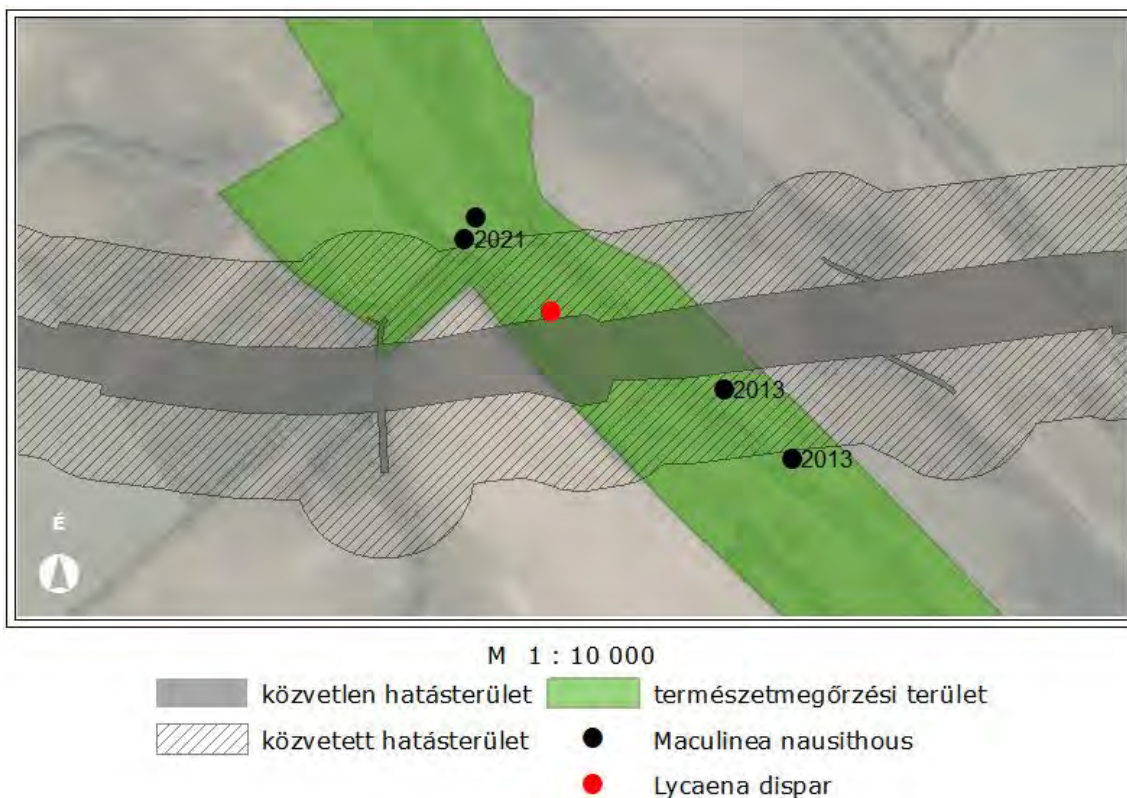 2021
2013
2013
É
M 1 : 10 000
közvetlen hatásterület
természetmegőrzési terület
közvetett hatásterület
Maculinea nausithous
Lycaena dispar